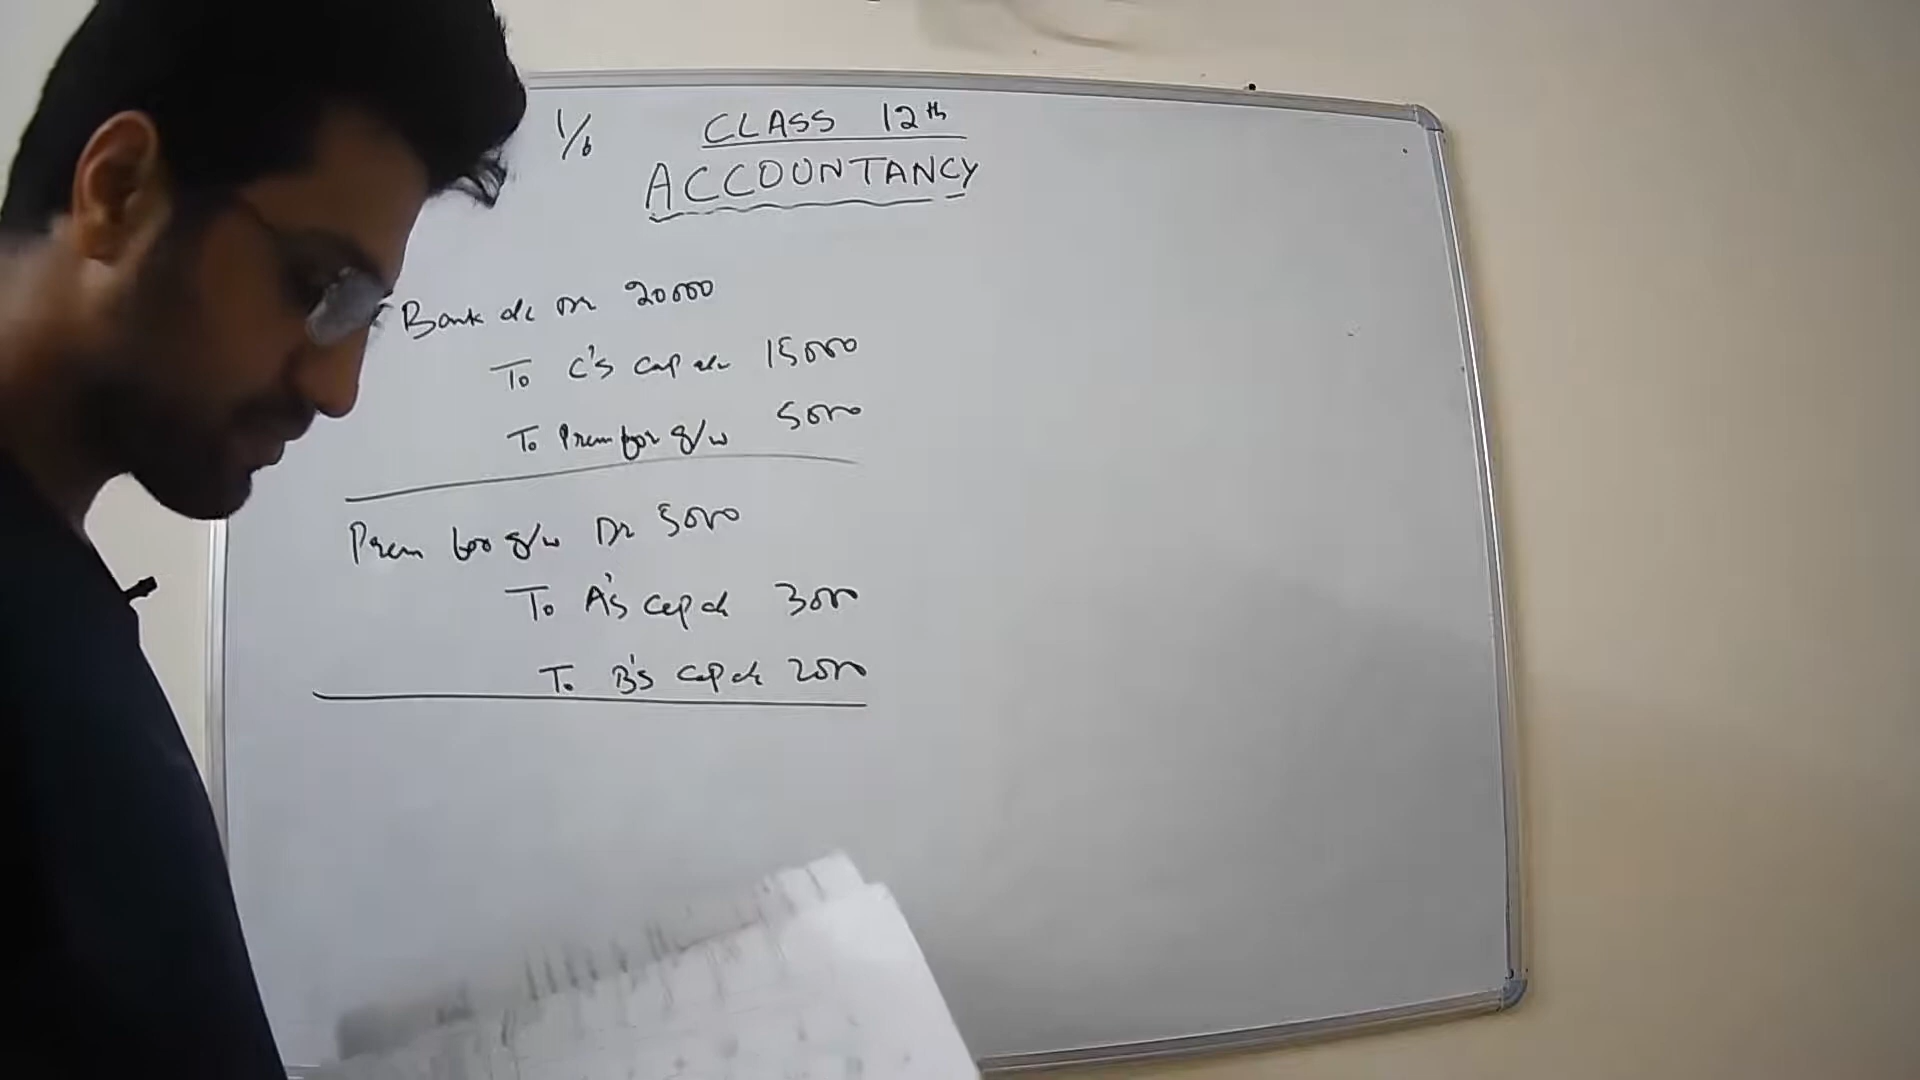 1/6
CLASS 12th
ACCOUNTANCY
Bank a/c Dr 20000
To C's cap a/c 15000
To Prem for g/w 5000
Prem for g/w Dr 5000
To A's cap a/c 3000
To B's cap a/c 2000